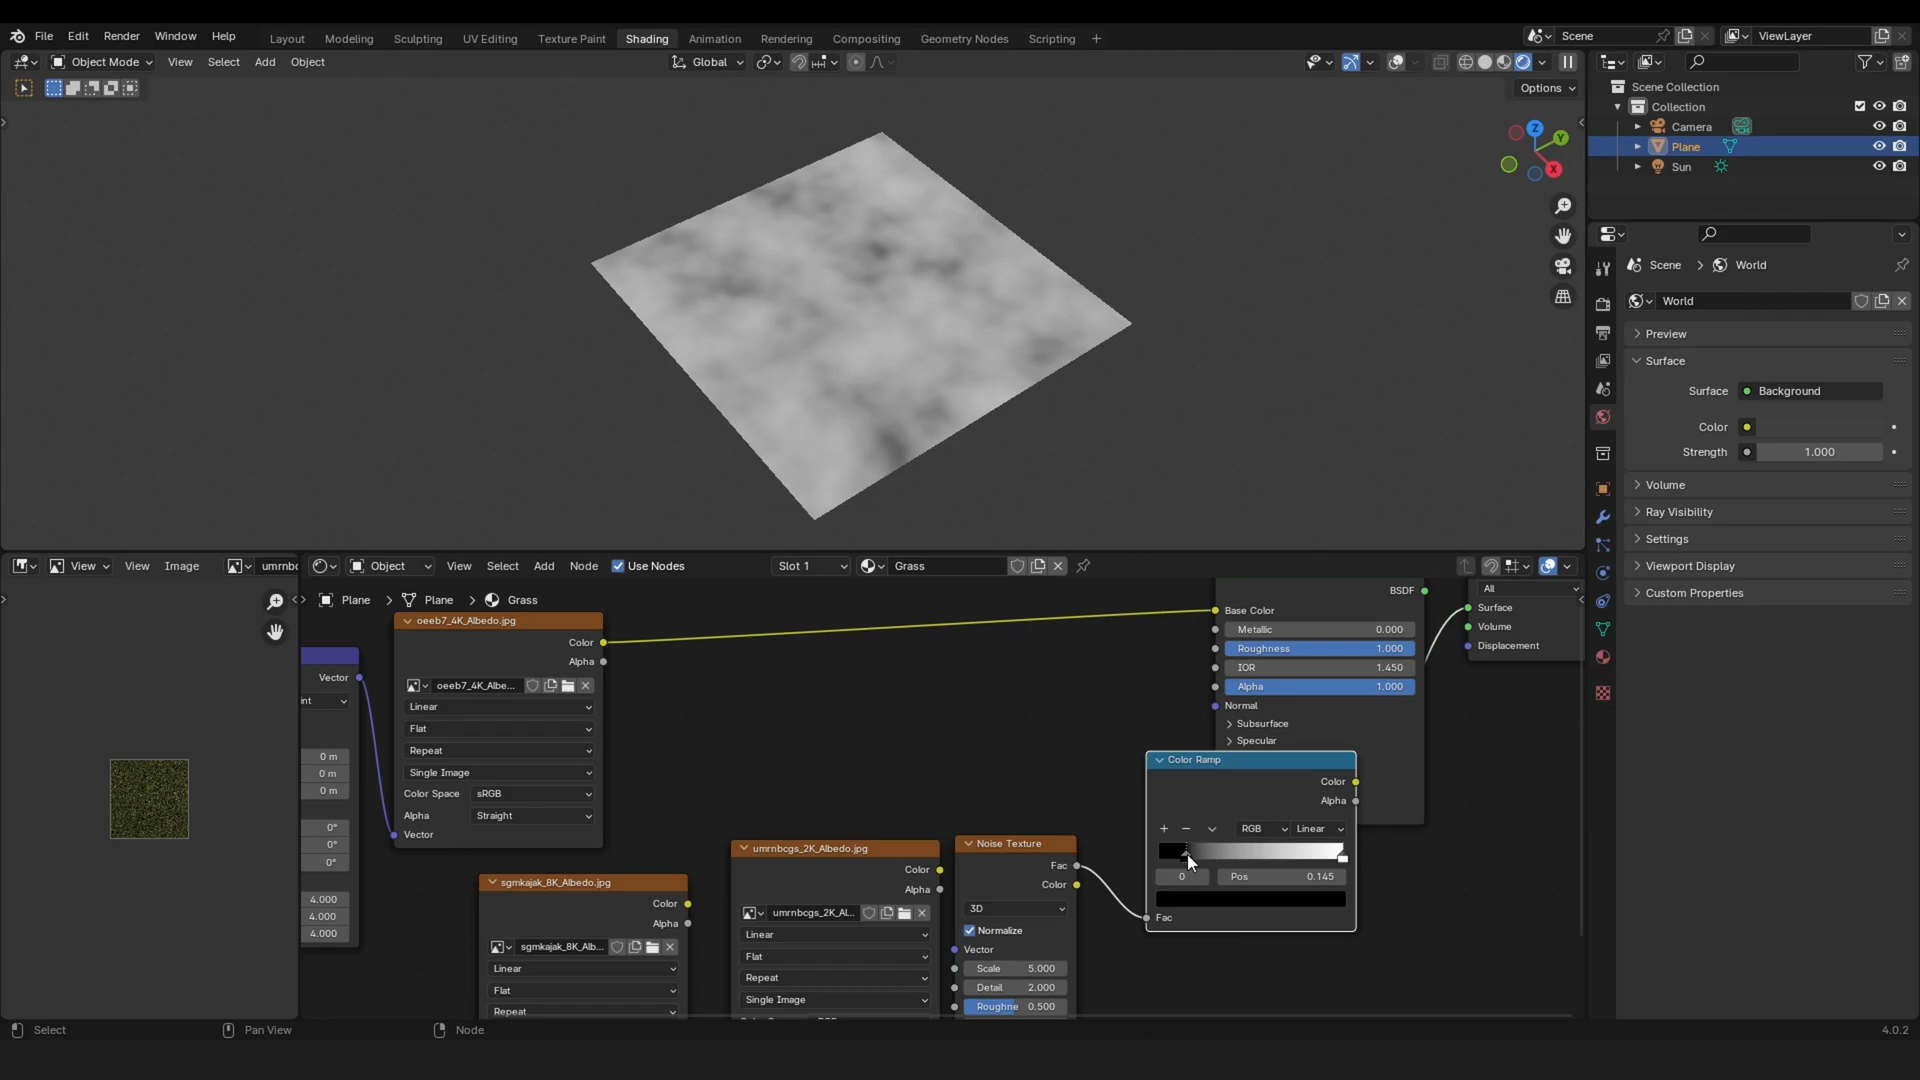 File Edit Render Window Help Layout Modeling Sculpting UV Editing Texture Paint Shading Animation Rendering Compositing Geometry Nodes Scripting + Scene ViewLayer
Object Mode View Select Add Object Global
Options
Scene Collection
Collection
Camera
Plane
Sun
Z
Y
X
Scene > World
World
Preview
Surface
Surface Background
Color
Strength 1.000
Volume
Ray Visibility
Settings
Viewport Display
Custom Properties
View View Image umrnbc
Object View Select Add Node Use Nodes Slot 1 Grass
Plane > Plane > Grass
Vector
int
0 m
0 m
0 m
0°
0°
0°
4.000
4.000
4.000
oeeb7_4K_Albedo.jpg
Color
Alpha
oeeb7_4K_Albe...
Linear
Flat
Repeat
Single Image
Color Space sRGB
Alpha Straight
Vector
sgmkajak_8K_Albedo.jpg
Color
Alpha
sgmkajak_8K_Alb...
Linear
Flat
Repeat
umrnbcgs_2K_Albedo.jpg
Color
Alpha
umrnbcgs_2K_Al...
Linear
Flat
Repeat
Single Image
Noise Texture
Fac
Color
3D
Normalize
Vector
Scale 5.000
Detail 2.000
Roughne 0.500
Color Ramp
Color
Alpha
+ − RGB Linear
0 Pos 0.145
Fac
BSDF
Base Color
Metallic 0.000
Roughness 1.000
IOR 1.450
Alpha 1.000
Normal
Subsurface
Specular
All
Surface
Volume
Displacement
Select Pan View Node 4.0.2